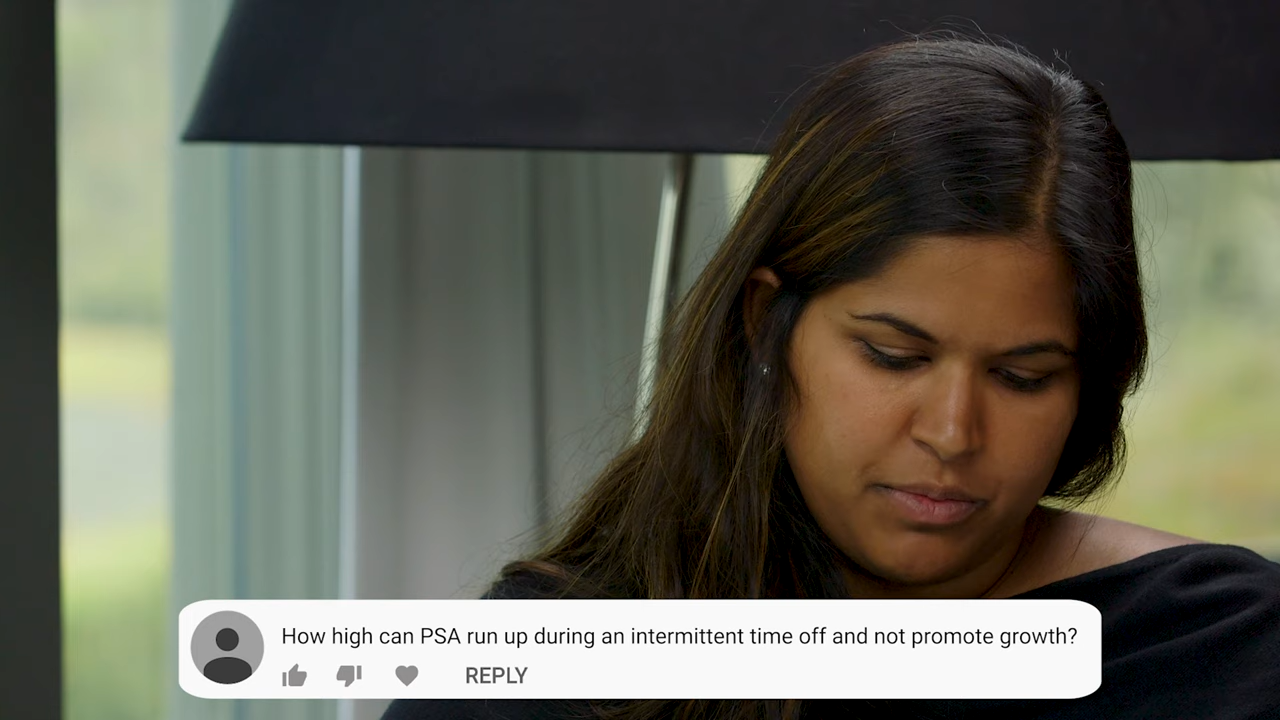 How high can PSA run up during an intermittent time off and not promote growth?
REPLY